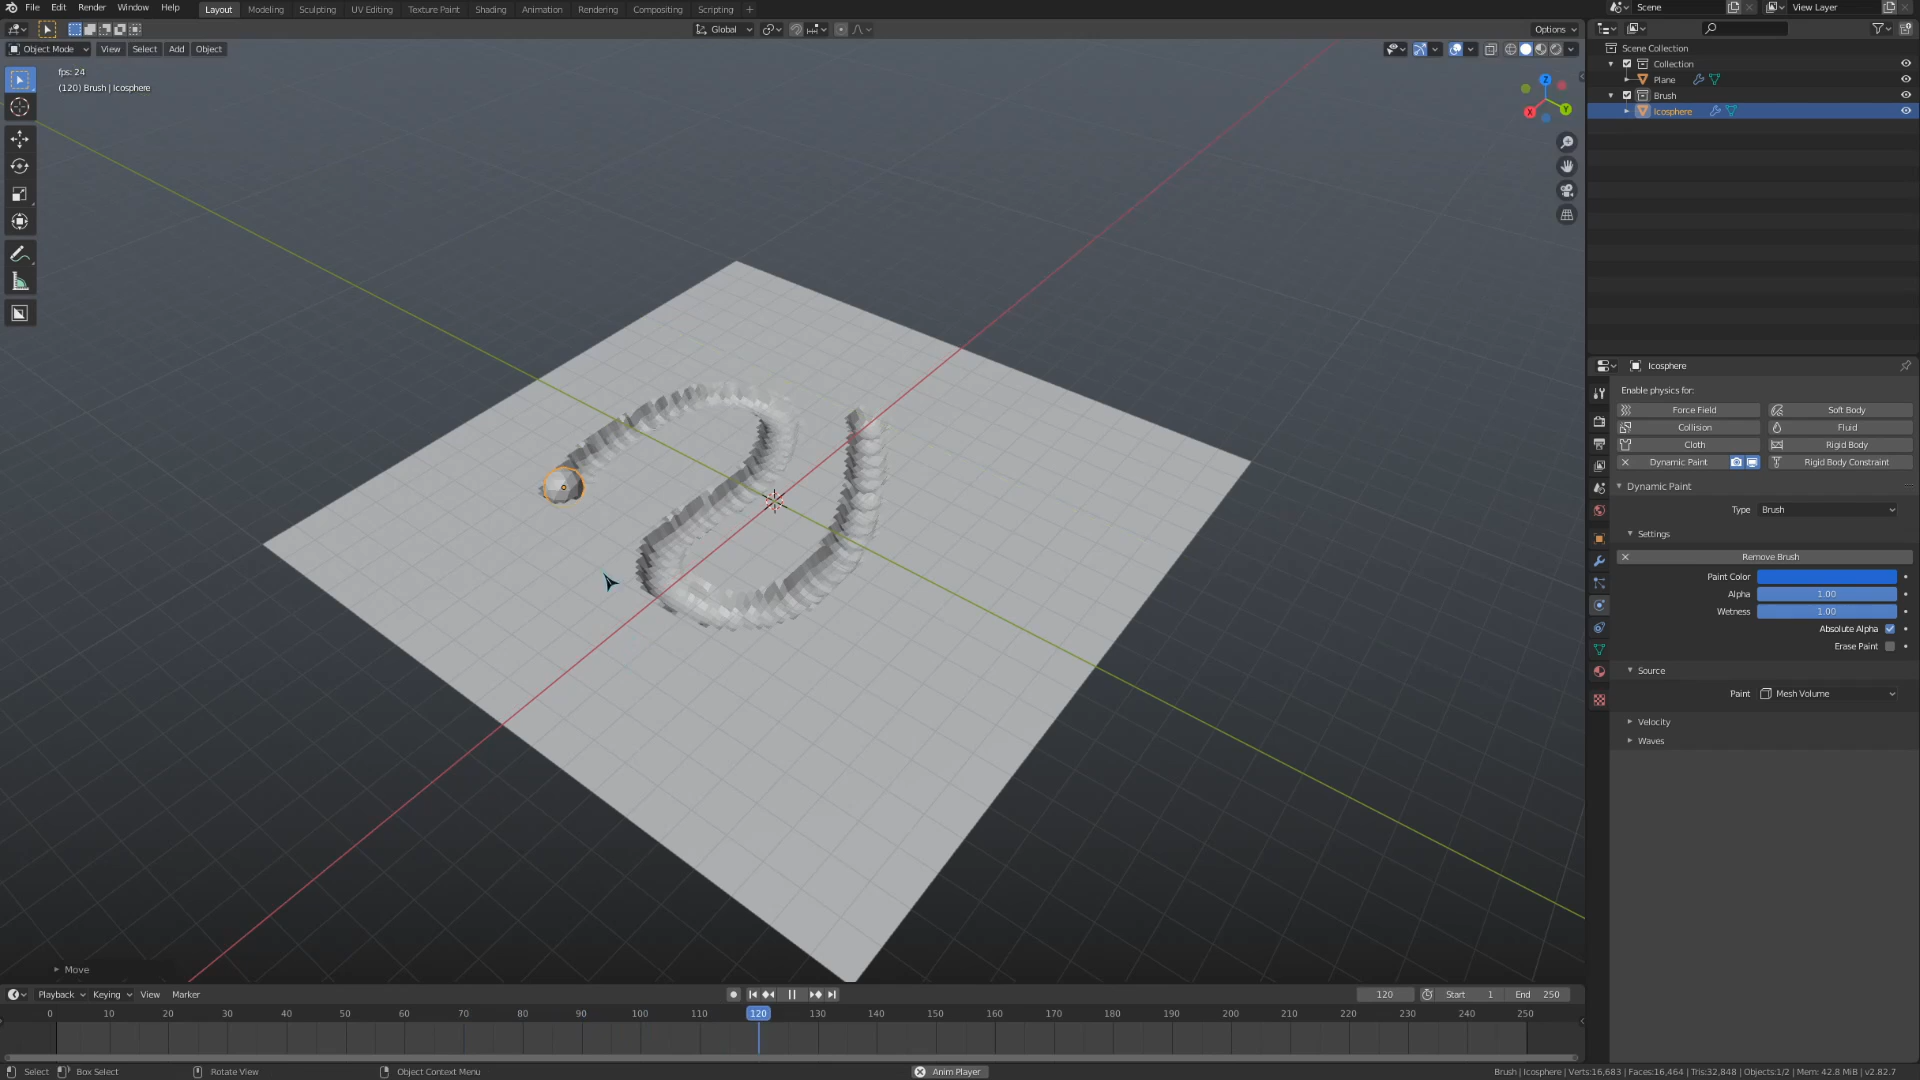 File Edit Render Window Help
Layout Modeling Sculpting UV Editing Texture Paint Shading Animation Rendering Compositing Scripting +
Scene
View Layer
Global
Options
Object Mode View Select Add Object
fps: 24
(120) Brush | Icosphere
Z
Y
X
Scene Collection
Collection
Plane
Brush
Icosphere
Icosphere
Enable physics for:
Force Field Soft Body
Collision Fluid
Cloth Rigid Body
Dynamic Paint Rigid Body Constraint
Dynamic Paint
Type Brush
Settings
Remove Brush
Paint Color
Alpha 1.00
Wetness 1.00
Absolute Alpha
Erase Paint
Source
Paint Mesh Volume
Velocity
Waves
Move
Playback Keying View Marker
120 Start 1 End 250
0 10 20 30 40 50 60 70 80 90 100 110 120 130 140 150 160 170 180 190 200 210 220 230 240 250
Select Box Select Rotate View Object Context Menu Anim Player
Brush | Icosphere | Verts:16,683 | Faces:16,464 | Tris:32,848 | Objects:1/2 | Mem: 42.8 MiB | v2.82.7